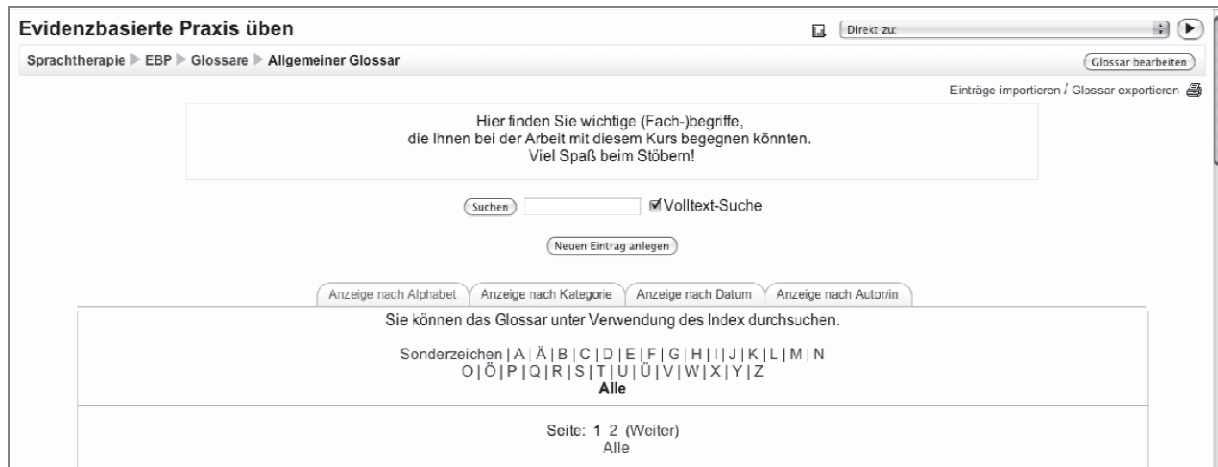 Evidenzbasierte Praxis üben
Direkt zu:
Sprachtherapie ▶ EBP ▶ Glossare ▶ Allgemeiner Glossar
Glossar bearbeiten
Einträge importieren / Glossar exportieren
Hier finden Sie wichtige (Fach-)begriffe,
die Ihnen bei der Arbeit mit diesem Kurs begegnen könnten.
Viel Spaß beim Stöbern!
Suchen Volltext-Suche
Neuen Eintrag anlegen
Anzeige nach Alphabet Anzeige nach Kategorie Anzeige nach Datum Anzeige nach Autor/in
Sie können das Glossar unter Verwendung des Index durchsuchen.
Sonderzeichen | A | Ä | B | C | D | E | F | G | H | I | J | K | L | M | N
O | Ö | P | Q | R | S | T | U | Ü | V | W | X | Y | Z
Alle
Seite: 1 2 (Weiter)
Alle